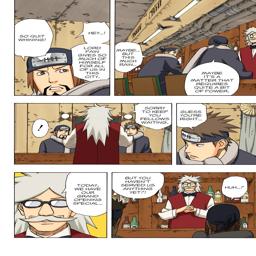 SO QUIT
WHINING!
HEY...!
LORD
PAIN
GIVES SO
MUCH OF
HIMSELF
FOR ALL
OF US IN
THIS
CITY.
MAYBE...
BUT
THIS
MUCH
RAIN...
MAYBE
IT'S A
MATTER THAT
REQUIRES
QUITE A BIT
OF POWER.
!
SORRY
TO KEEP
YOU
FELLOWS
WAITING.
GUESS
YOU'RE
RIGHT...
TODAY,
WE HAVE
OUR
GRAND
OPENING
SPECIAL...
BUT YOU
HAVEN'T
SERVED US
ANYTHING
YET?!
HUH...?